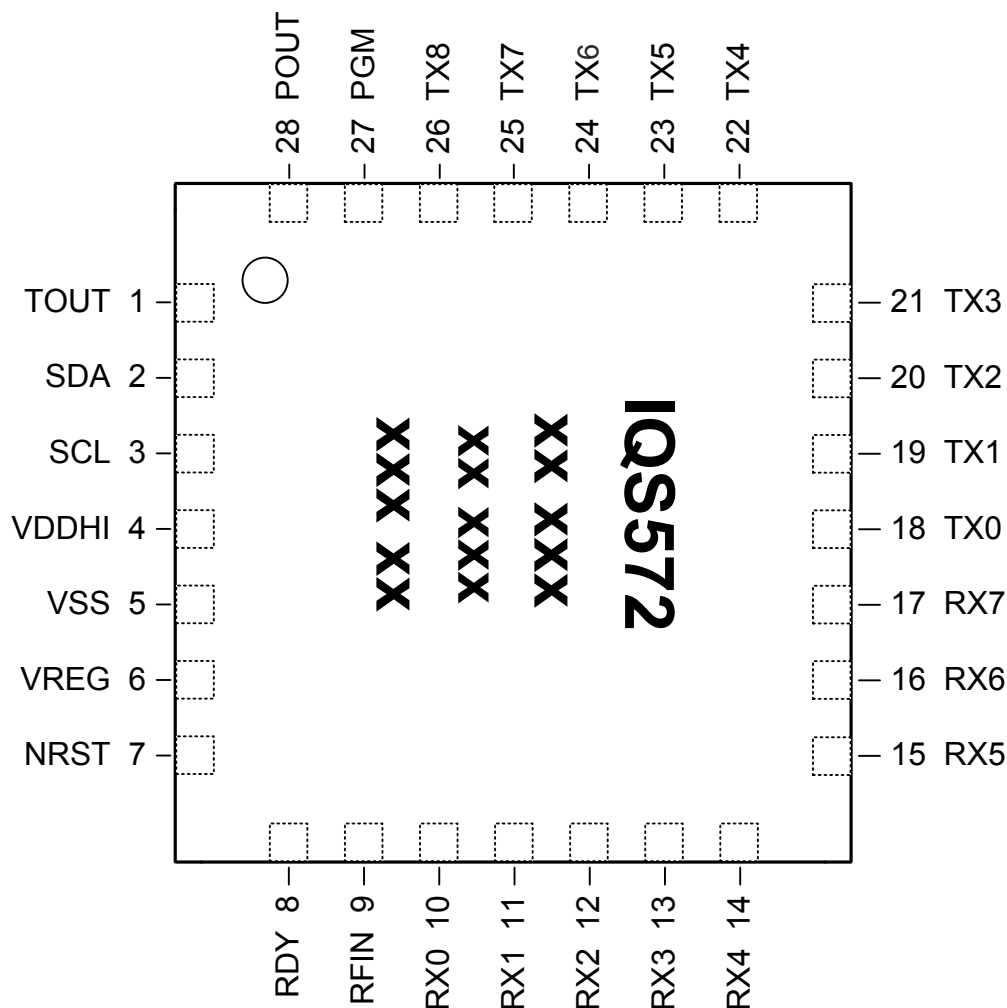 28 POUT
27 PGM
26 TX8
25 TX7
24 TX6
23 TX5
22 TX4
TOUT 1
SDA 2
SCL 3
VDDHI 4
VSS 5
VREG 6
NRST 7
21 TX3
20 TX2
19 TX1
18 TX0
17 RX7
16 RX6
15 RX5
IQS572
xx xxx
xx xxx
xxx xx
RDY 8
RFIN 9
RX0 10
RX1 11
RX2 12
RX3 13
RX4 14